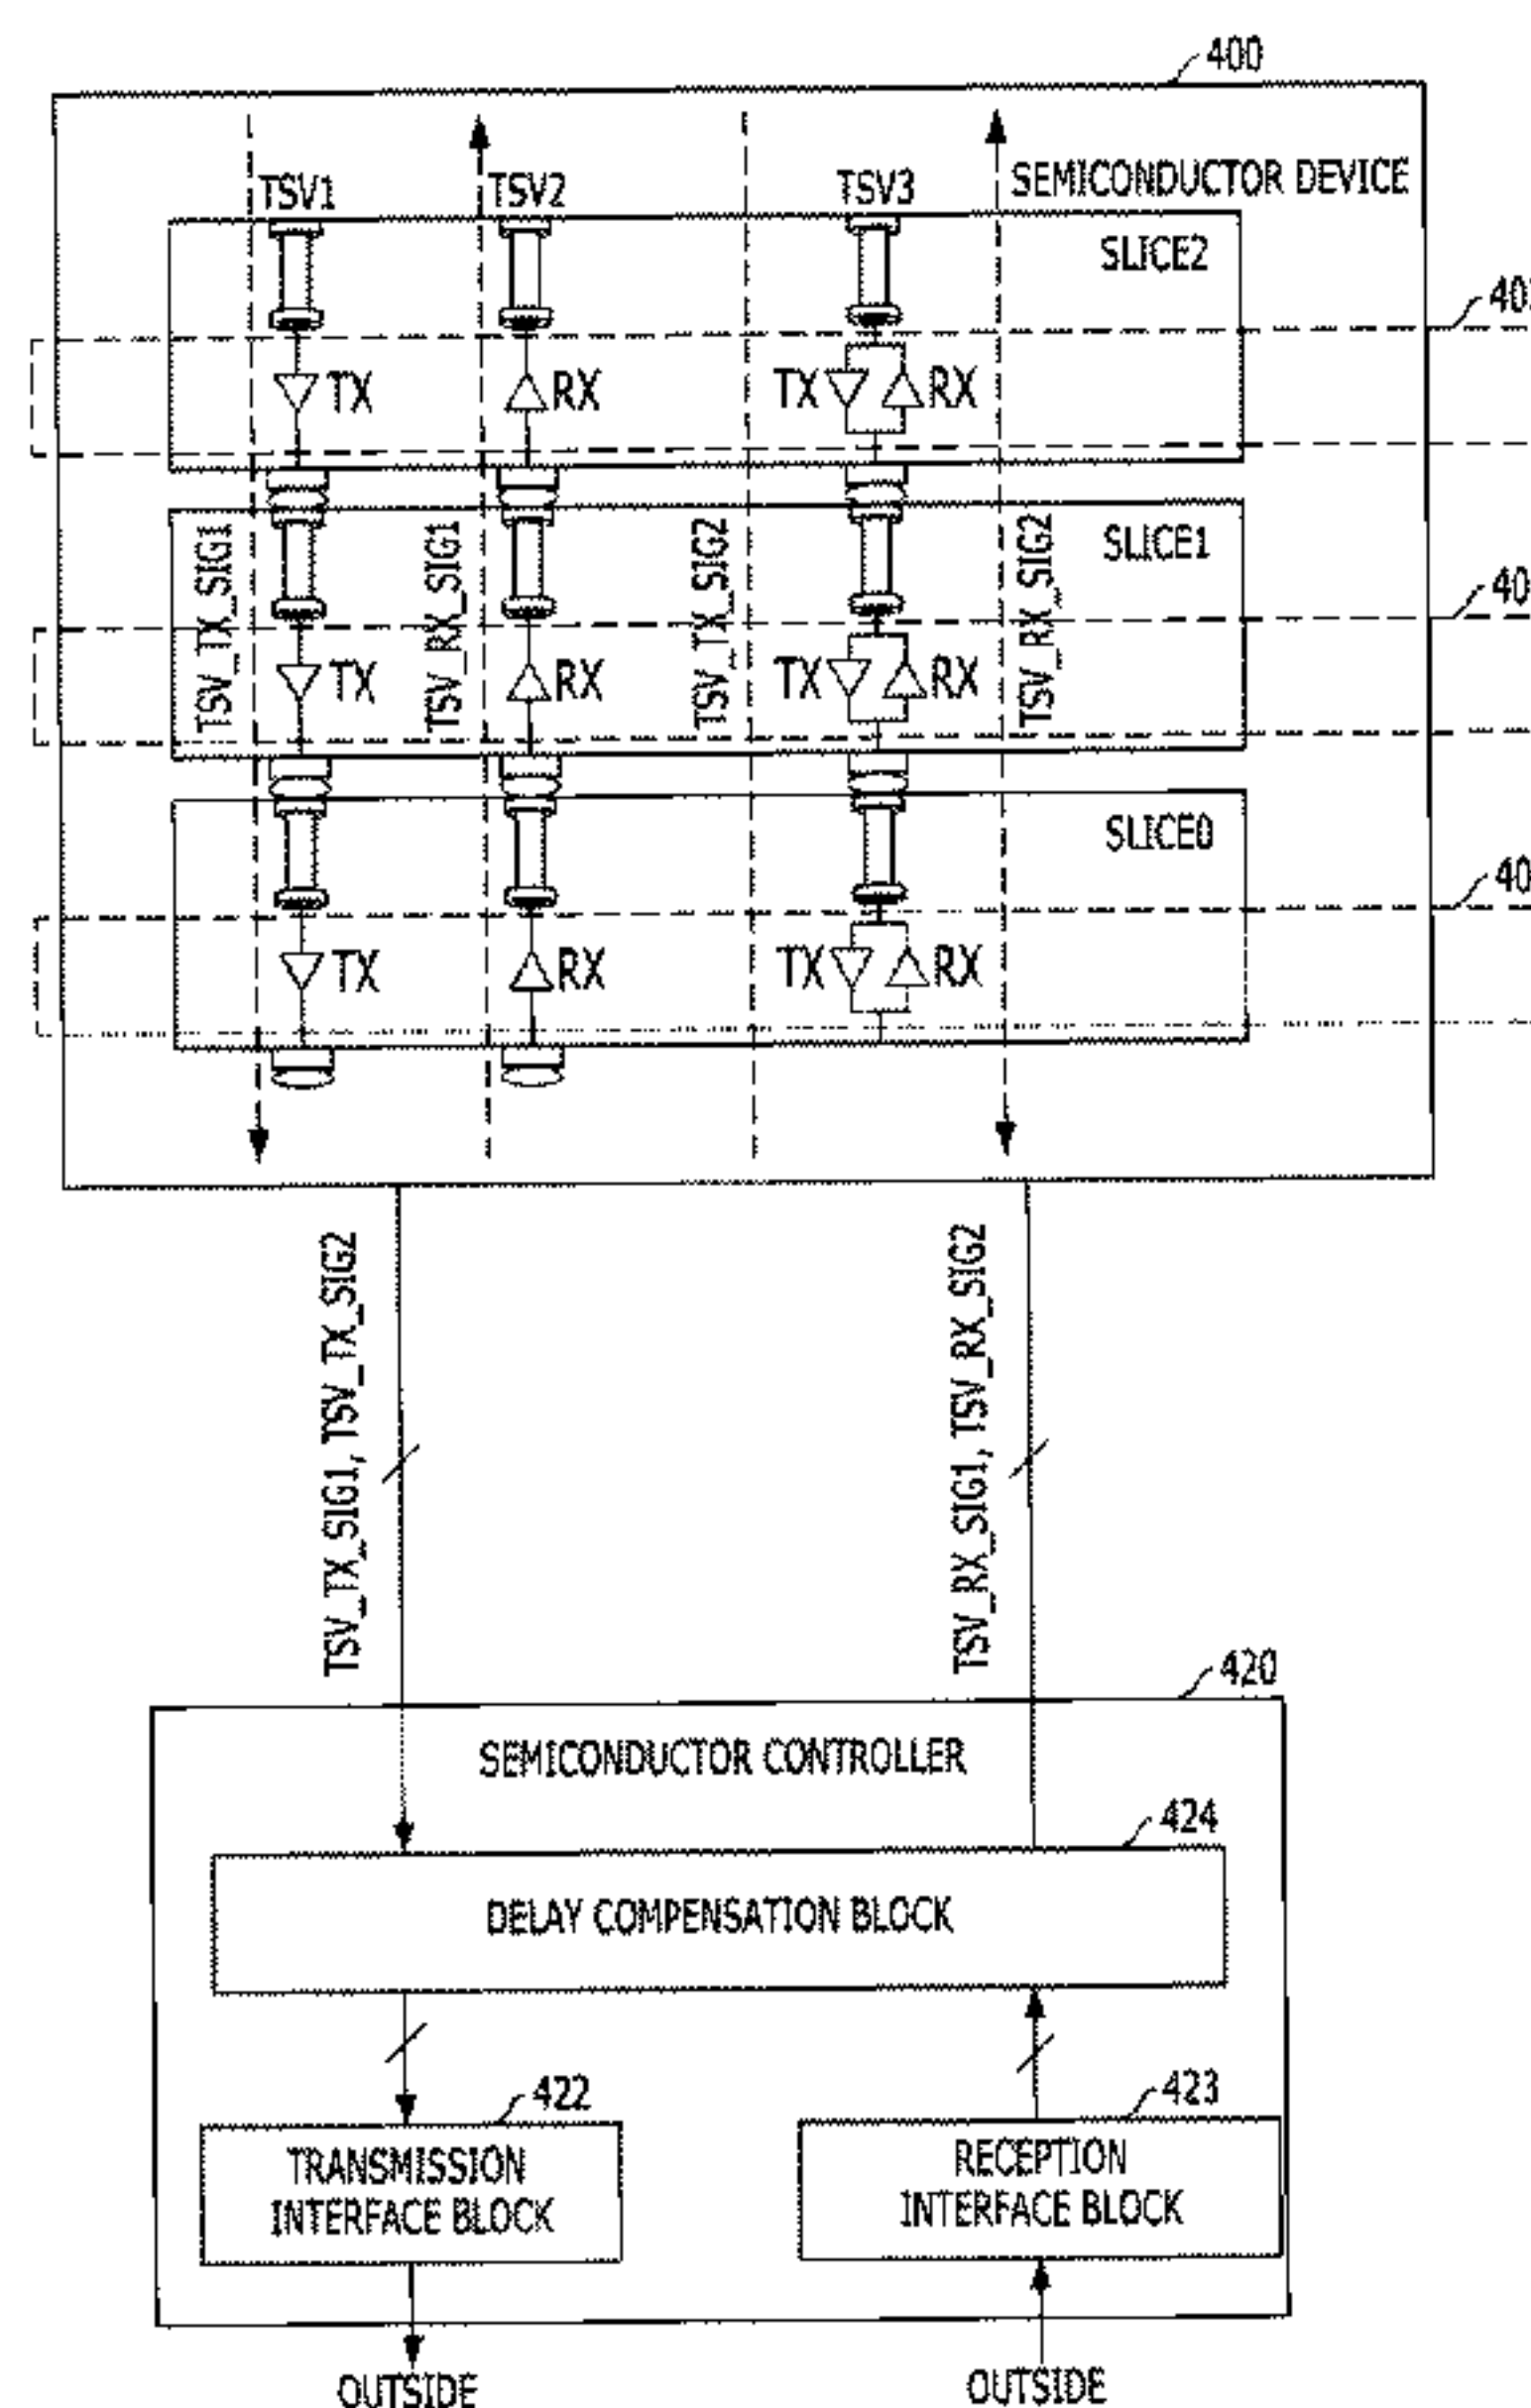 400
SEMICONDUCTOR DEVICE
TSV1
TSV2
TSV3
SLICE2
TX
RX
TX
RX
SLICE1
TSV_TX_SIG1
TSV_RX_SIG1
TSV_TX_SIG2
TSV_RX_SIG2
TX
RX
TX
RX
SLICE0
TX
RX
TX
RX
TSV_TX_SIG1, TSV_TX_SIG2
TSV_RX_SIG1, TSV_RX_SIG2
420
SEMICONDUCTOR CONTROLLER
424
DELAY COMPENSATION BLOCK
422
TRANSMISSION
INTERFACE BLOCK
423
RECEPTION
INTERFACE BLOCK
OUTSIDE
OUTSIDE